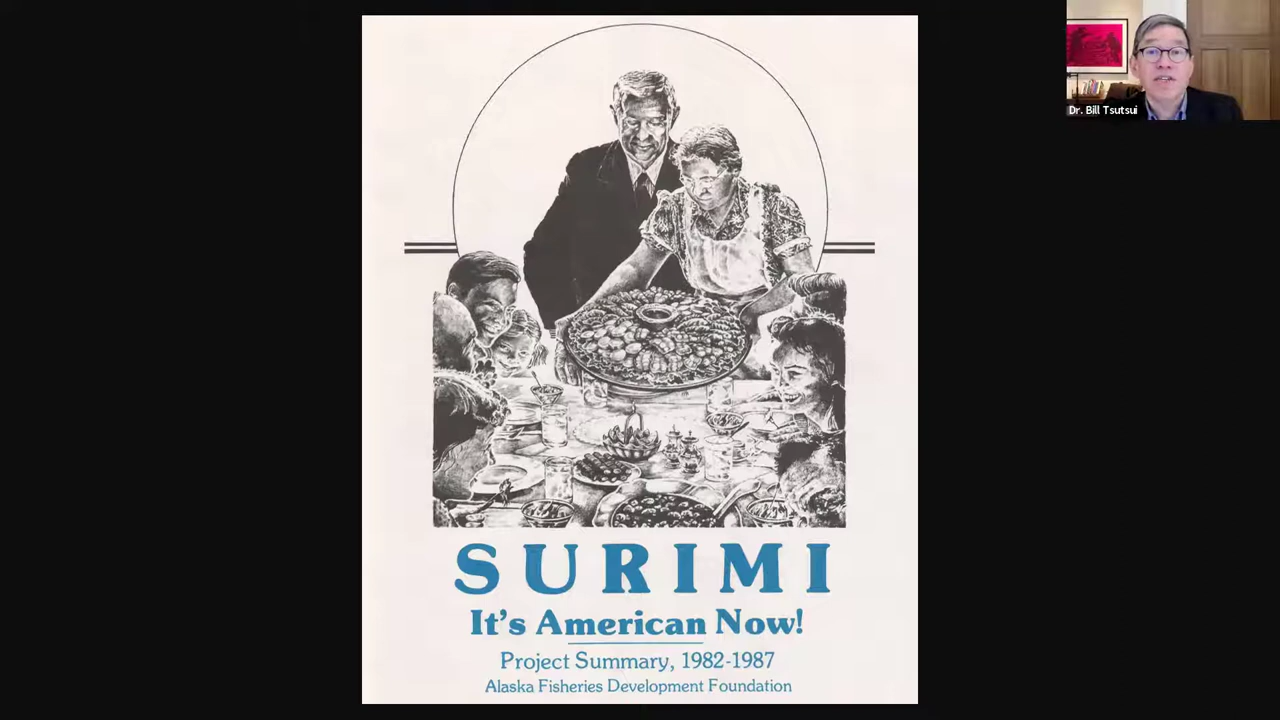 Dr. Bill Tsutsui
SURIMI
It's American Now!
Project Summary, 1982-1987
Alaska Fisheries Development Foundation